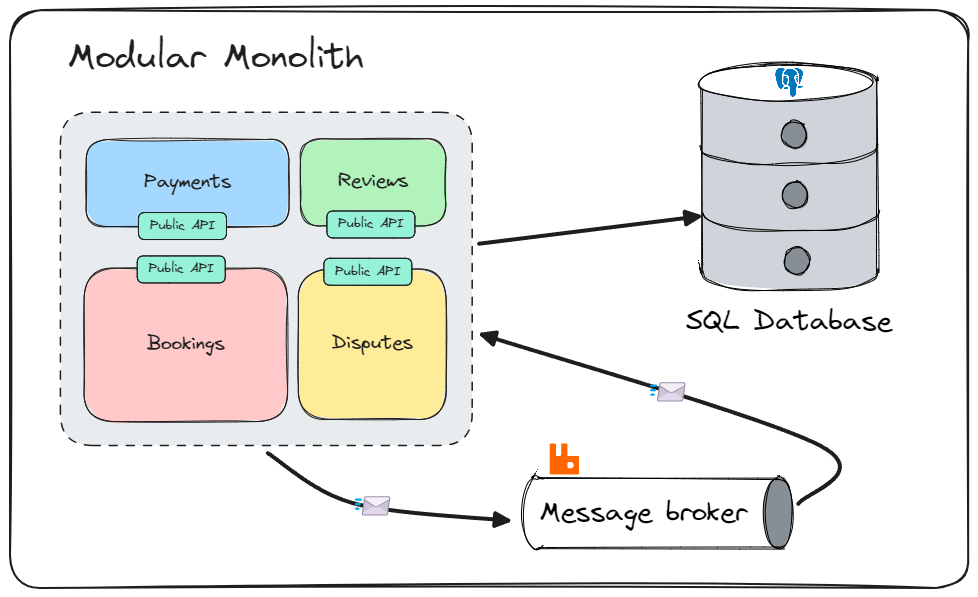 Modular Monolith
Payments
Reviews
Public API
Public API
Public API
Public API
Bookings
Disputes
SQL Database
Message broker